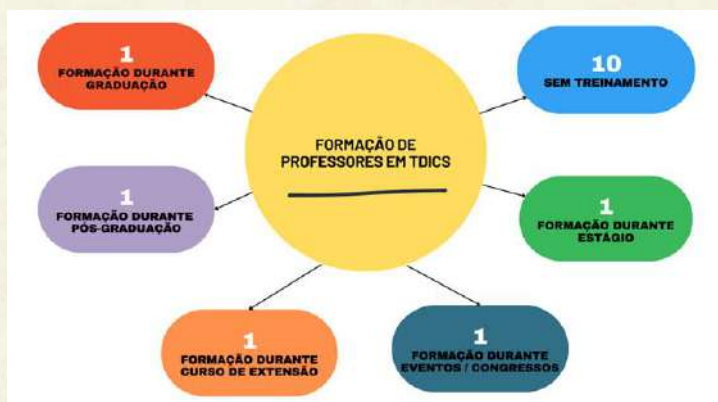 1
FORMAÇÃO DURANTE
GRADUAÇÃO
10
SEM TREINAMENTO
FORMAÇÃO DE
PROFESSORES EM TDICS
1
FORMAÇÃO DURANTE
PÓS-GRADUAÇÃO
1
FORMAÇÃO DURANTE
ESTÁGIO
1
FORMAÇÃO DURANTE
CURSO DE EXTENSÃO
1
FORMAÇÃO DURANTE
EVENTOS / CONGRESSOS